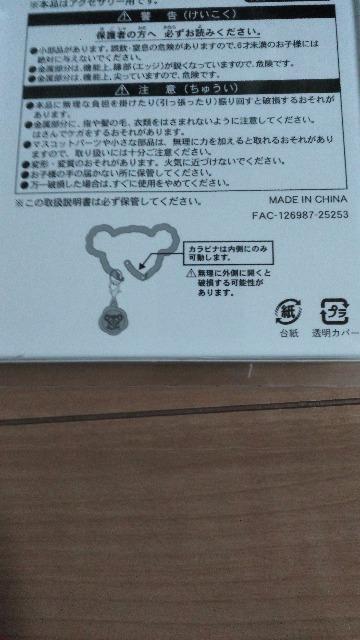 ※本品はアクセサリー用です。
⚠警 告(けいこく)
保護者の方へ 必ずお読みください。
●小部品があります。誤飲・窒息の危険がありますので、6才未満のお子様には
絶対に与えないでください。
●金属部分は、機能上、縁部(エッジ)が鋭くなっていますので、危険です。
●金属部分は、機能上、尖っていますので、危険です。
⚠注 意(ちゅうい)
●本品に無理な負担を掛けたり(引っ張ったり)振り回すと破損するおそれが
あります。
●金属部分に、指や髪の毛、衣類をはさまれないように注意してください。
はさんでケガをするおそれがあります。
●マスコットパーツや小さな部品は、無理に力を加えると取れるおそれがあり
ますので、取り扱いには十分ご注意ください。
●変形・変質のおそれがあります。火気に近づけないでください。
●お子様の手の届かない所に保管してください。
●万一破損した場合は、すぐに使用をやめてください。
※この取扱説明書は必ず保管してください。
MADE IN CHINA
FAC-126987-25253
カラビナは内側にのみ
可動します。
⚠無理に外側に開くと
破損する可能性が
あります。
紙 プラ
台紙 透明カバー